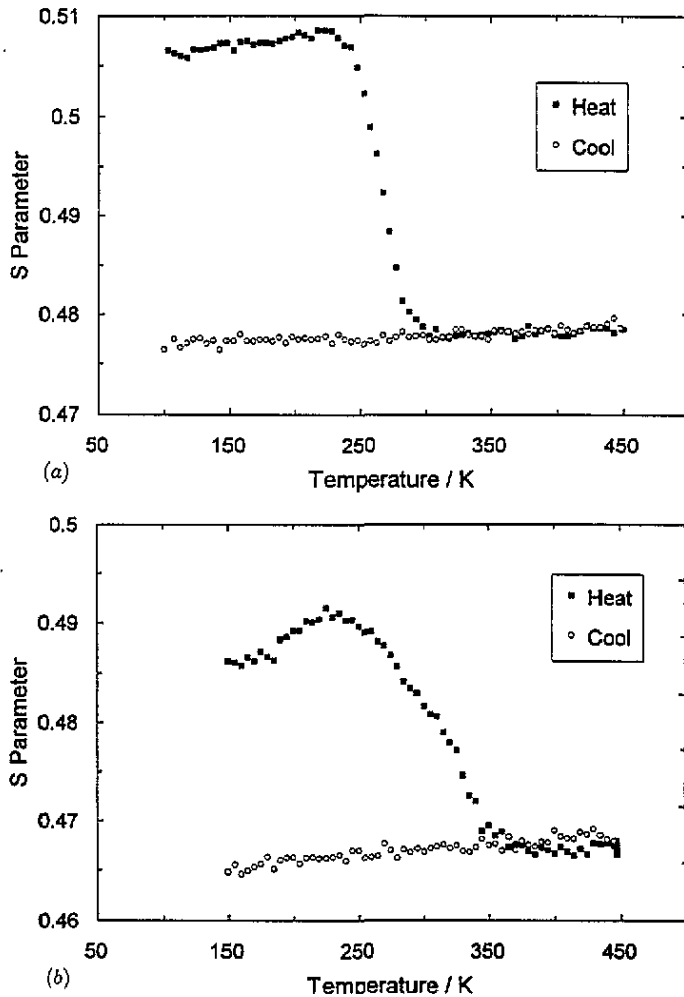 0.51
0.5
0.49
0.48
0.47
S Parameter
Heat
Cool
50 150 250 350 450
(a)
Temperature / K
0.5
0.49
0.48
0.47
0.46
S Parameter
Heat
Cool
50 150 250 350 450
(b)
Temperature / K